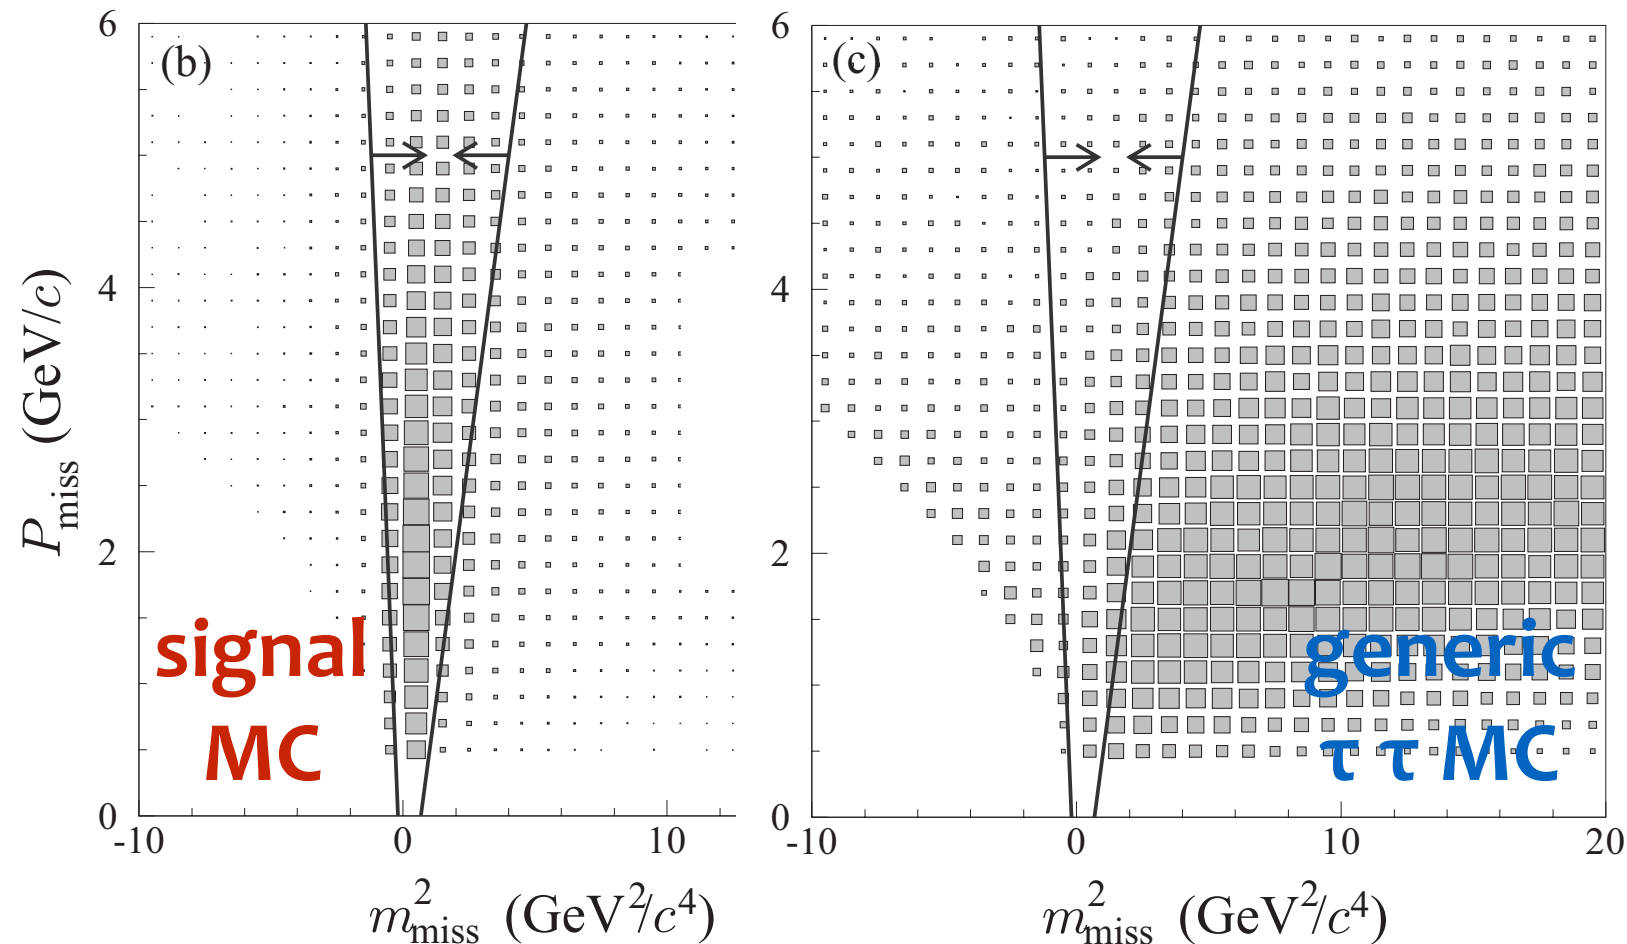 (b)
6
4
2
0
-10
0
10
P_miss (GeV/c)
m²_miss (GeV²/c⁴)
signal
MC
(c)
6
4
2
0
-10
0
10
20
m²_miss (GeV²/c⁴)
generic
τ τ MC